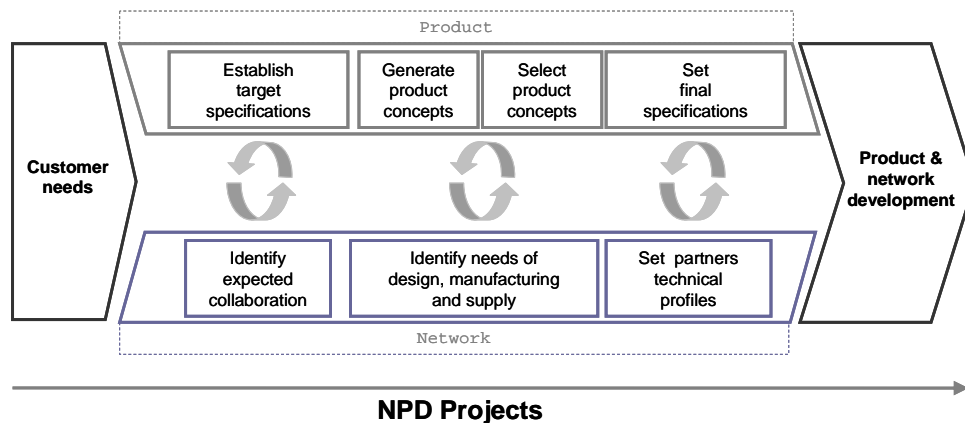 Product
Establish
target
specifications
Generate
product
concepts
Select
product
concepts
Set
final
specifications
Customer
needs
Product &
network
development
Identify
expected
collaboration
Identify needs of
design, manufacturing
and supply
Set partners
technical
profiles
Network
NPD Projects